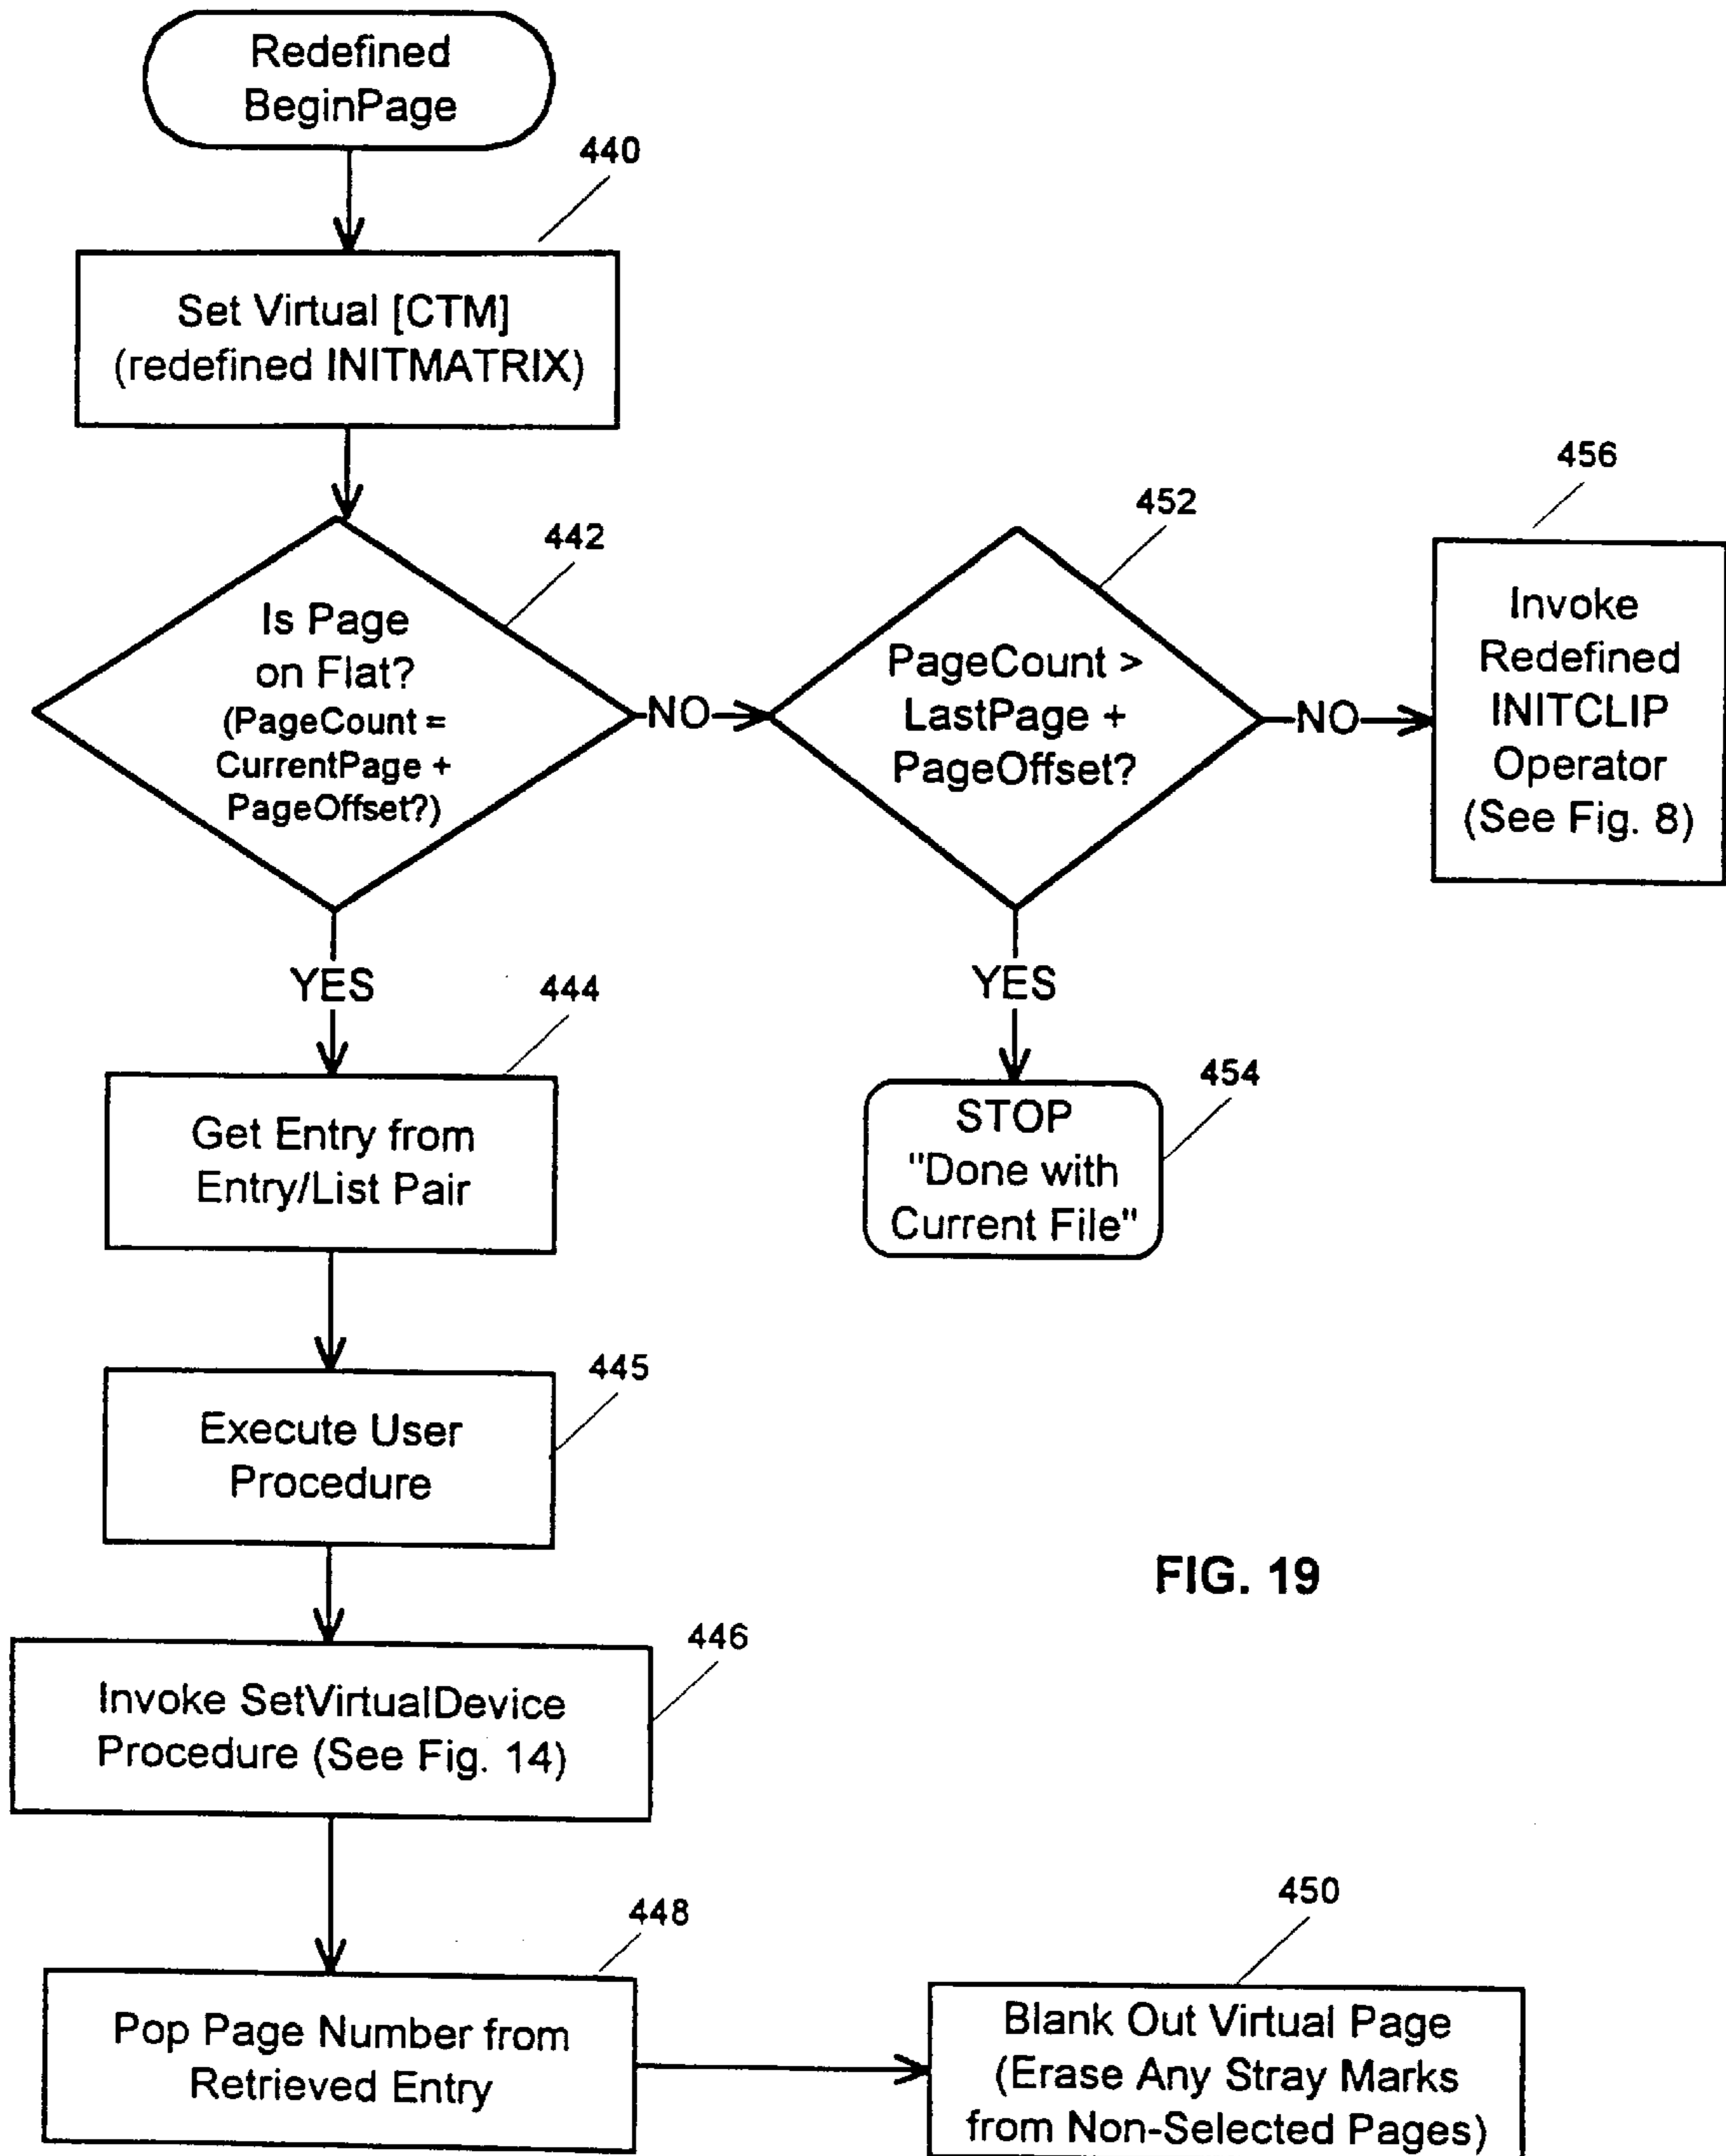 Redefined
BeginPage
440
Set Virtual [CTM]
(redefined INITMATRIX)
442
Is Page
on Flat?
(PageCount =
CurrentPage +
PageOffset?)
NO
452
PageCount >
LastPage +
PageOffset?
NO
456
Invoke
Redefined
INITCLIP
Operator
(See Fig. 8)
YES
444
Get Entry from
Entry/List Pair
YES
454
STOP
"Done with
Current File"
445
Execute User
Procedure
FIG. 19
446
Invoke SetVirtualDevice
Procedure (See Fig. 14)
448
Pop Page Number from
Retrieved Entry
450
Blank Out Virtual Page
(Erase Any Stray Marks
from Non-Selected Pages)